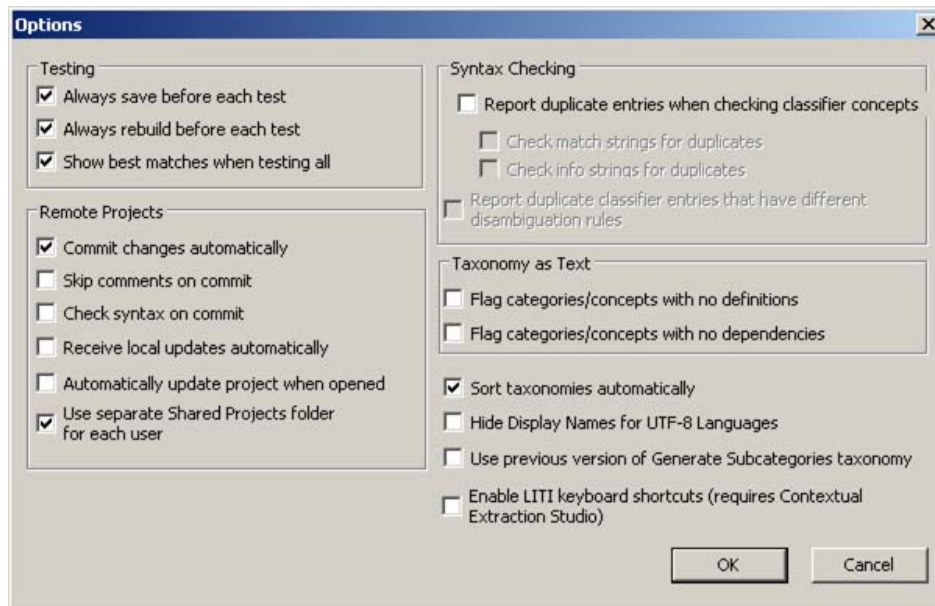 Options
Testing
Always save before each test
Always rebuild before each test
Show best matches when testing all
Remote Projects
Commit changes automatically
Skip comments on commit
Check syntax on commit
Receive local updates automatically
Automatically update project when opened
Use separate Shared Projects folder
for each user
Syntax Checking
Report duplicate entries when checking classifier concepts
Check match strings for duplicates
Check info strings for duplicates
Report duplicate classifier entries that have different
disambiguation rules
Taxonomy as Text
Flag categories/concepts with no definitions
Flag categories/concepts with no dependencies
Sort taxonomies automatically
Hide Display Names for UTF-8 Languages
Use previous version of Generate Subcategories taxonomy
Enable LITI keyboard shortcuts (requires Contextual
Extraction Studio)
OK
Cancel